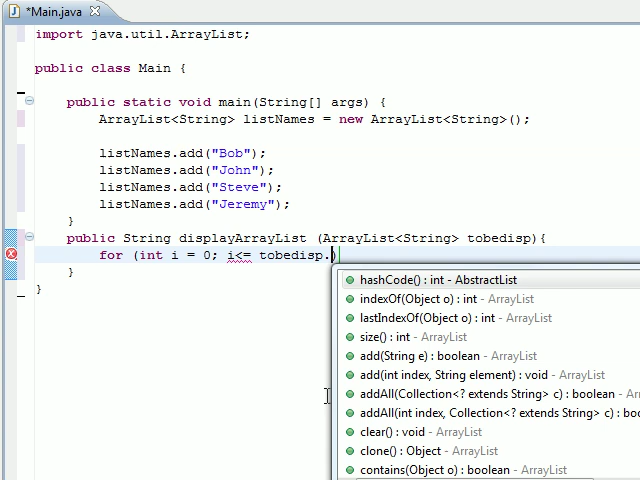 *Main.java
import java.util.ArrayList;
public class Main {
public static void main(String[] args) {
ArrayList<String> listNames = new ArrayList<String>();
listNames.add("Bob");
listNames.add("John");
listNames.add("Steve");
listNames.add("Jeremy");
}
public String displayArrayList (ArrayList<String> tobedisp){
for (int i = 0; i<= tobedisp.)
}
}
hashCode() : int - AbstractList
indexOf(Object o) : int - ArrayList
lastIndexOf(Object o) : int - ArrayList
size() : int - ArrayList
add(String e) : boolean - ArrayList
add(int index, String element) : void - ArrayList
addAll(Collection<? extends String> c) : boolean - Arr
addAll(int index, Collection<? extends String> c) : boo
clear() : void - ArrayList
clone() : Object - ArrayList
contains(Object o) : boolean - ArrayList